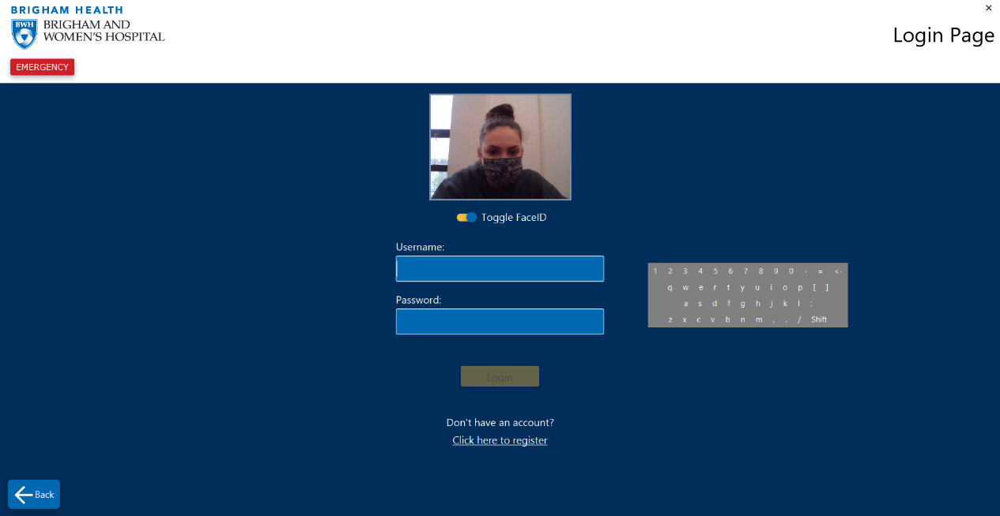 BRIGHAM HEALTH
BWH
BRIGHAM AND
WOMEN'S HOSPITAL
Login Page
EMERGENCY
Toggle FaceID
Username:
Password:
1 2 3 4 5 6 7 8 9 0 - = <-
q w e r t y u i o p [ ]
a s d f g h j k l ;
z x c v b n m , . / Shift
Login
Don't have an account?
Click here to register
Back